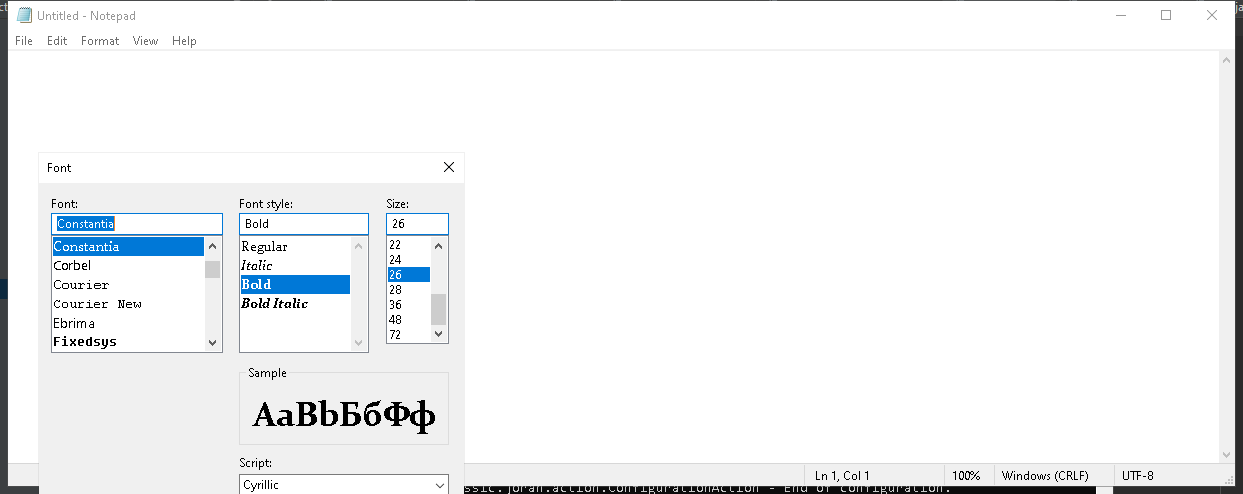 Untitled - Notepad
File Edit Format View Help
Font
Font: Font style: Size:
Constantia Bold 26
Constantia
Corbel
Courier
Courier New
Ebrima
Fixedsys
Regular
Italic
Bold
Bold Italic
22
24
26
28
36
48
72
Sample
AaBbБбФф
Script:
Cyrillic
Ln 1, Col 1 100% Windows (CRLF) UTF-8
ssic.joran.action.ConfigurationAction - End of configuration.